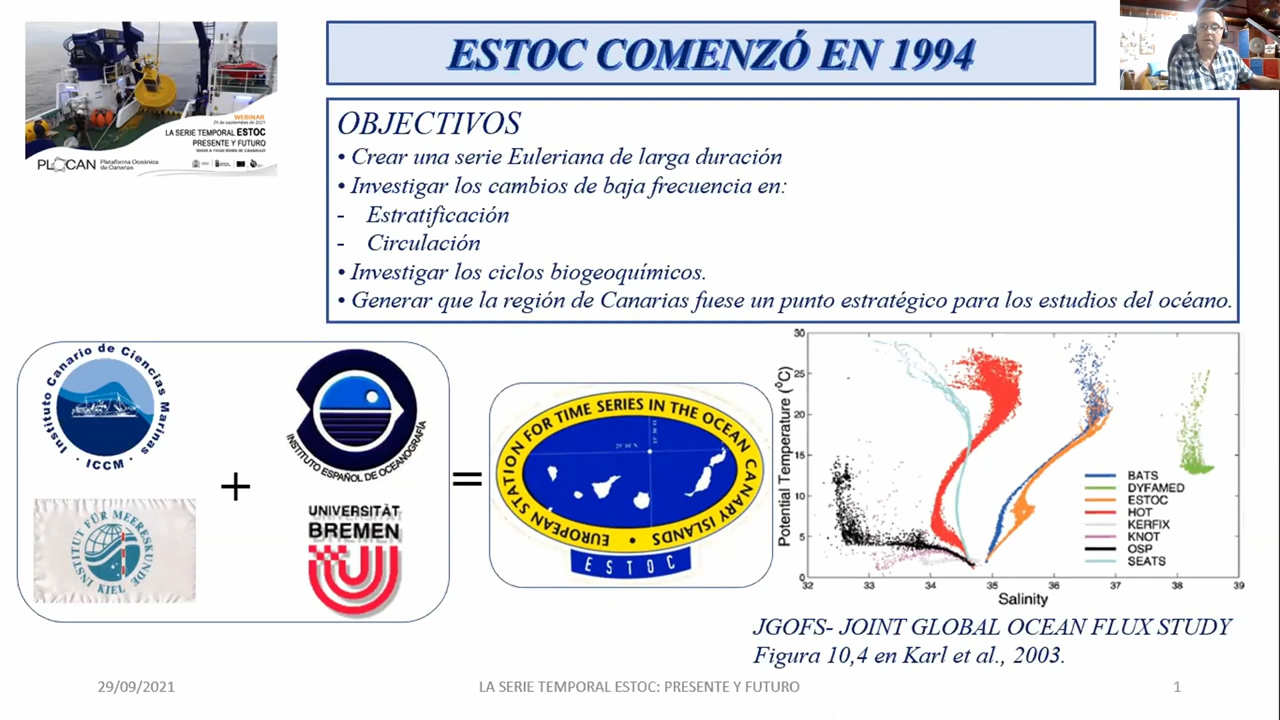 ESTOC COMENZÓ EN 1994
WEBINAR
29 de septiembre de 2021
LA SERIE TEMPORAL ESTOC
PRESENTE Y FUTURO
PLOCAN Plataforma Oceánica de Canarias
OBJECTIVOS
• Crear una serie Euleriana de larga duración
• Investigar los cambios de baja frecuencia en:
- Estratificación
- Circulación
• Investigar los ciclos biogeoquímicos.
• Generar que la región de Canarias fuese un punto estratégico para los estudios del océano.
Instituto Canario de Ciencias Marinas
· ICCM ·
INSTITUTO ESPAÑOL DE OCEANOGRAFÍA
+
=
INSTITUT FÜR MEERESKUNDE
KIEL
UNIVERSITÄT
BREMEN
EUROPEAN STATION FOR TIME SERIES IN THE OCEAN CANARY ISLANDS
ESTOC
Potential Temperature (°C)
30
25
20
15
10
5
0
32 33 34 35 36 37 38 39
Salinity
BATS
DYFAMED
ESTOC
HOT
KERFIX
KNOT
OSP
SEATS
JGOFS- JOINT GLOBAL OCEAN FLUX STUDY
Figura 10,4 en Karl et al., 2003.
29/09/2021
LA SERIE TEMPORAL ESTOC: PRESENTE Y FUTURO
1